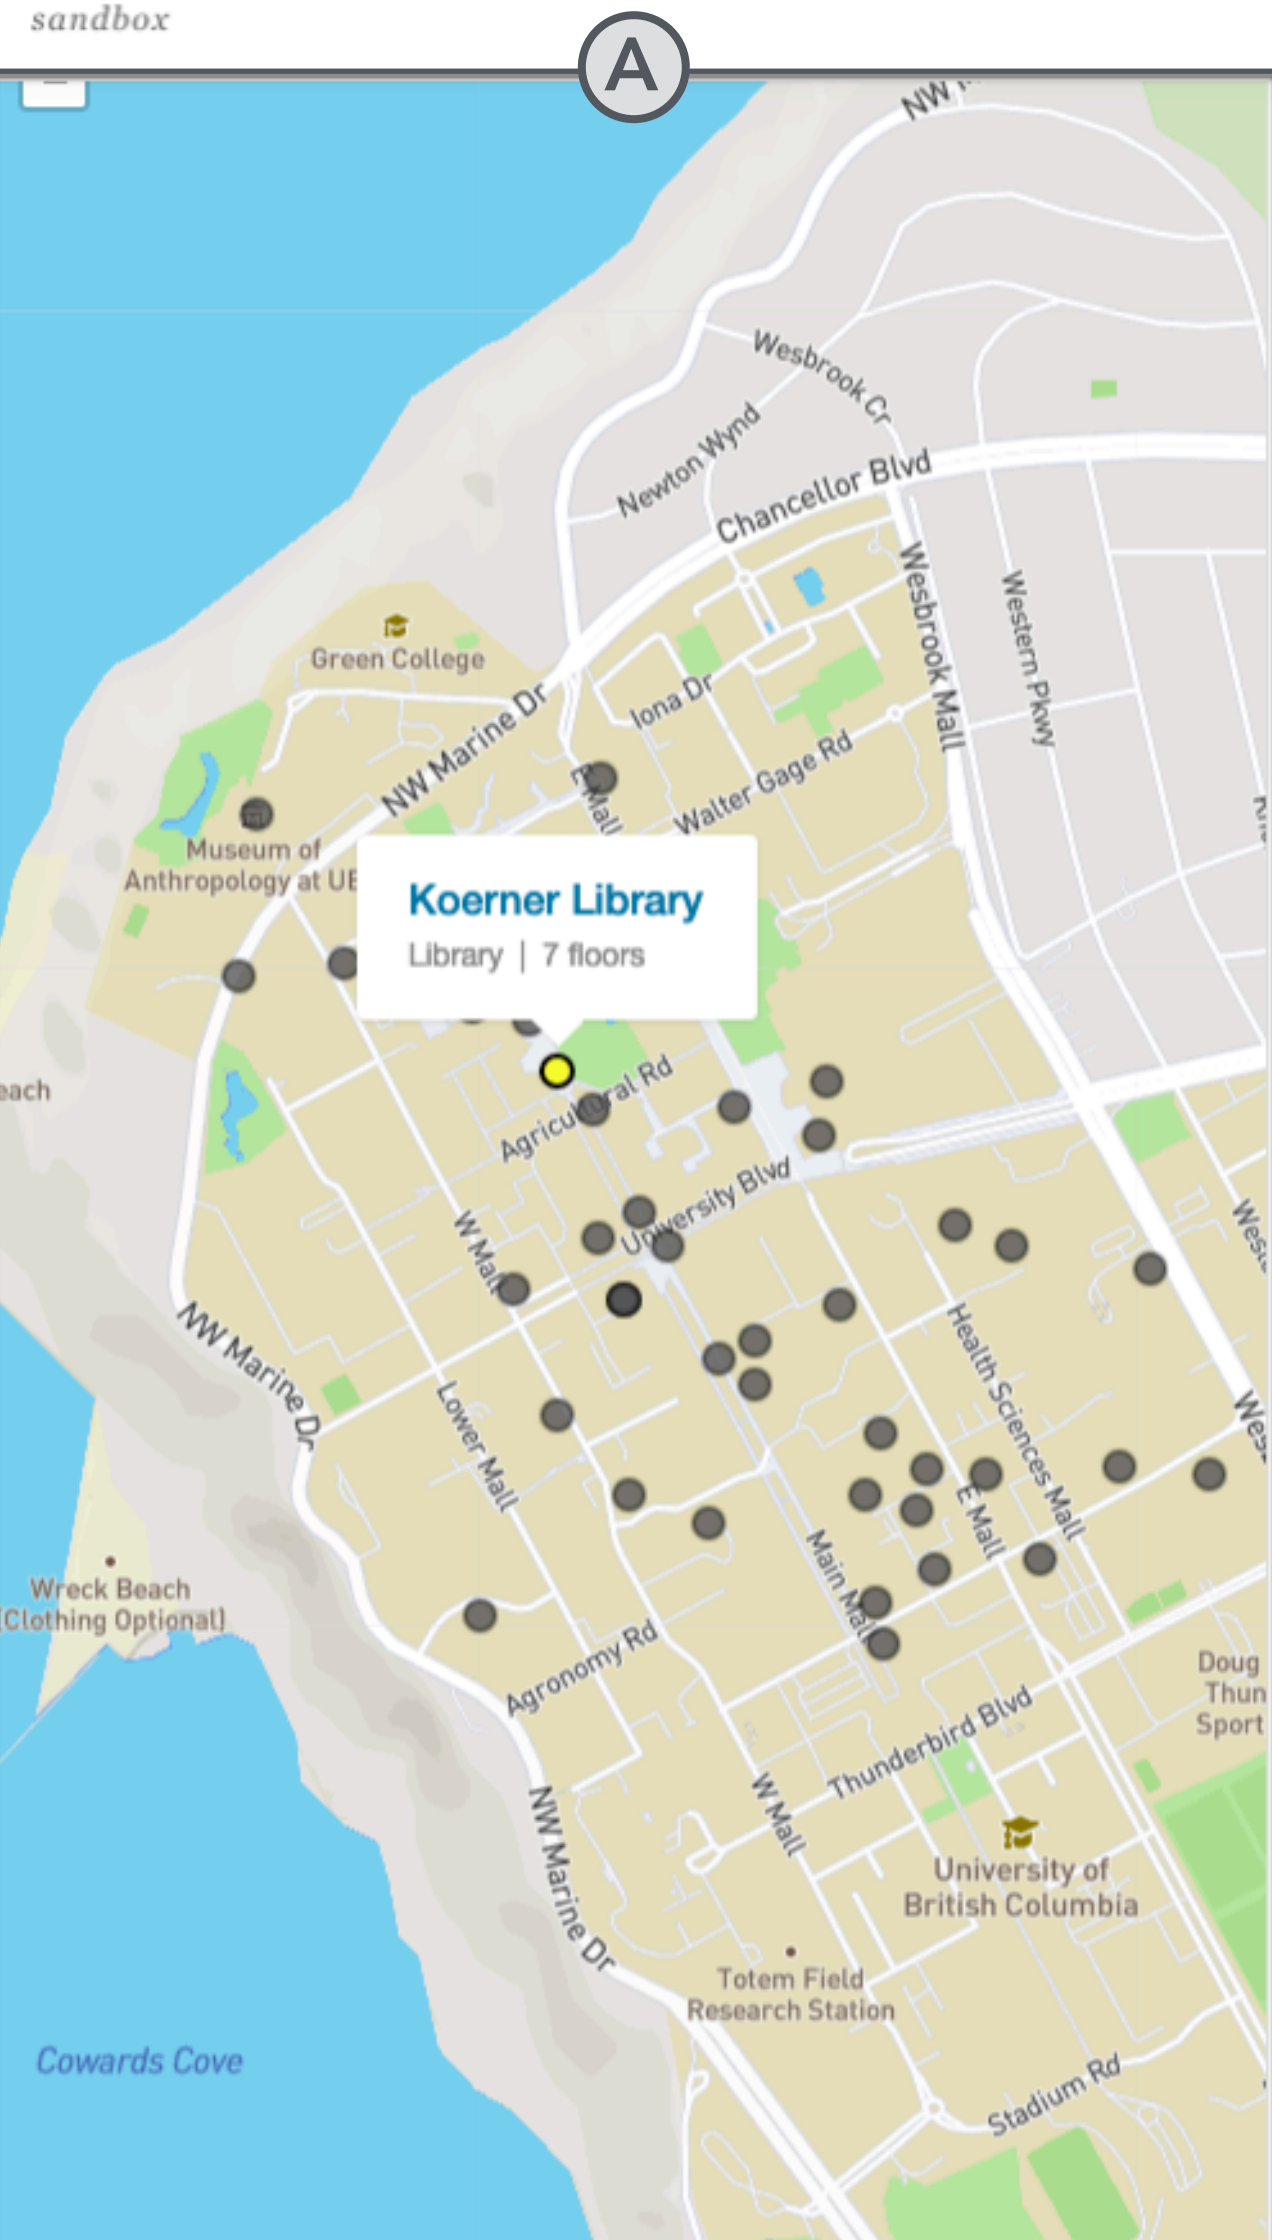 sandbox
A
NW
Wesbrook Cr
Newton Wynd
Chancellor Blvd
Wesbrook Mall
Western Pkwy
Green College
Iona Dr
NW Marine Dr
E Mall
Walter Gage Rd
Museum of
Anthropology at UB
Koerner Library
Library | 7 floors
each
Agricultural Rd
University Blvd
W Mall
NW Marine Dr
Health Sciences Mall
Lower Mall
E Mall
Main Mall
Wreck Beach
(Clothing Optional)
Agronomy Rd
Doug
Thun
Sport
Thunderbird Blvd
W Mall
NW Marine Dr
University of
British Columbia
Totem Field
Research Station
Cowards Cove
Stadium Rd